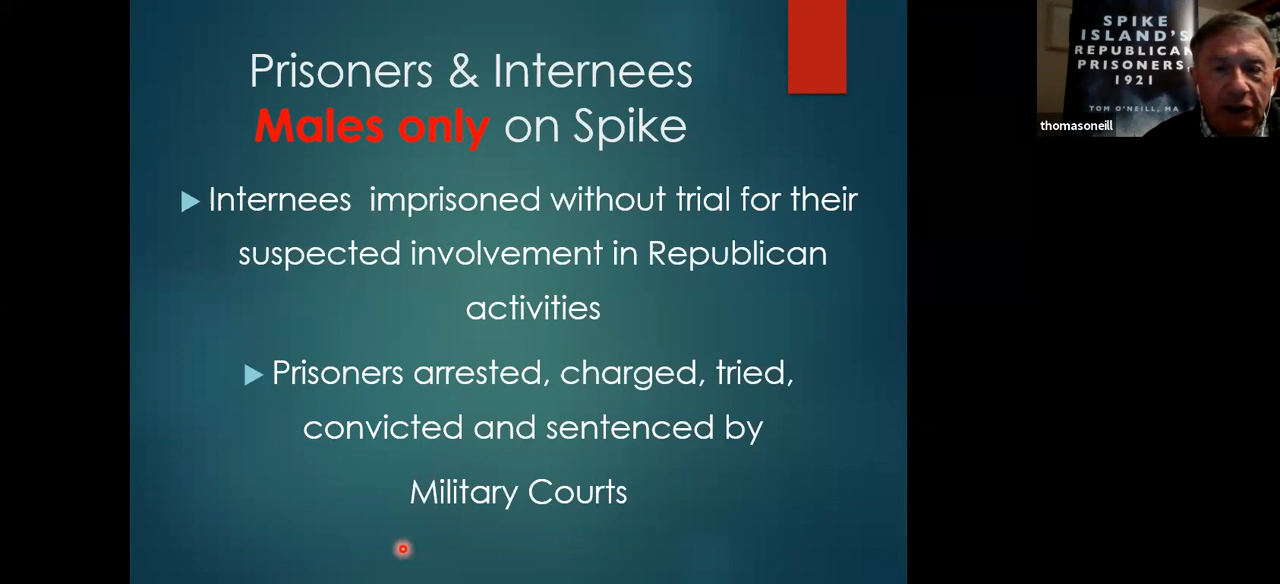 Prisoners & Internees
Males only on Spike
Internees imprisoned without trial for their
suspected involvement in Republican
activities
Prisoners arrested, charged, tried,
convicted and sentenced by
Military Courts
SPIKE
ISLAND'S
REPUBLICAN
PRISONERS,
1921
TOM O'NEILL, MA
thomasoneill